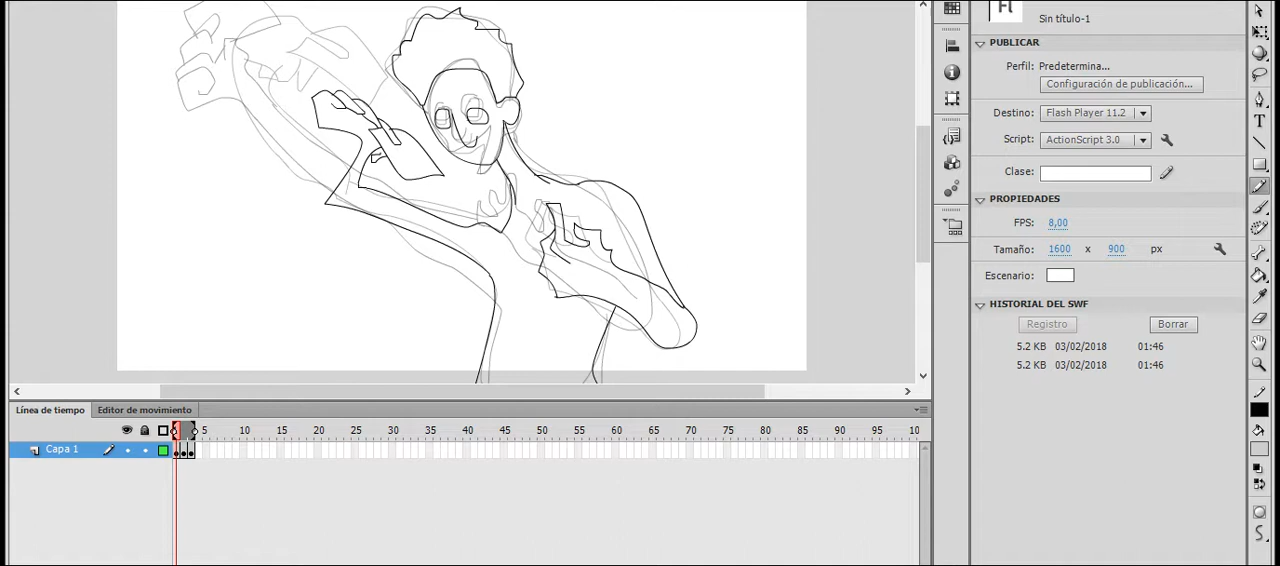 Fl
Sin título-1
PUBLICAR
Perfil: Predetermina...
Configuración de publicación...
Destino: Flash Player 11.2
Script: ActionScript 3.0
Clase:
PROPIEDADES
FPS: 8,00
Tamaño: 1600 x 900 px
Escenario:
HISTORIAL DEL SWF
Registro Borrar
5.2 KB 03/02/2018 01:46
5.2 KB 03/02/2018 01:46
Línea de tiempo Editor de movimiento
5 10 15 20 25 30 35 40 45 50 55 60 65 70 75 80 85 90 95 10
Capa 1